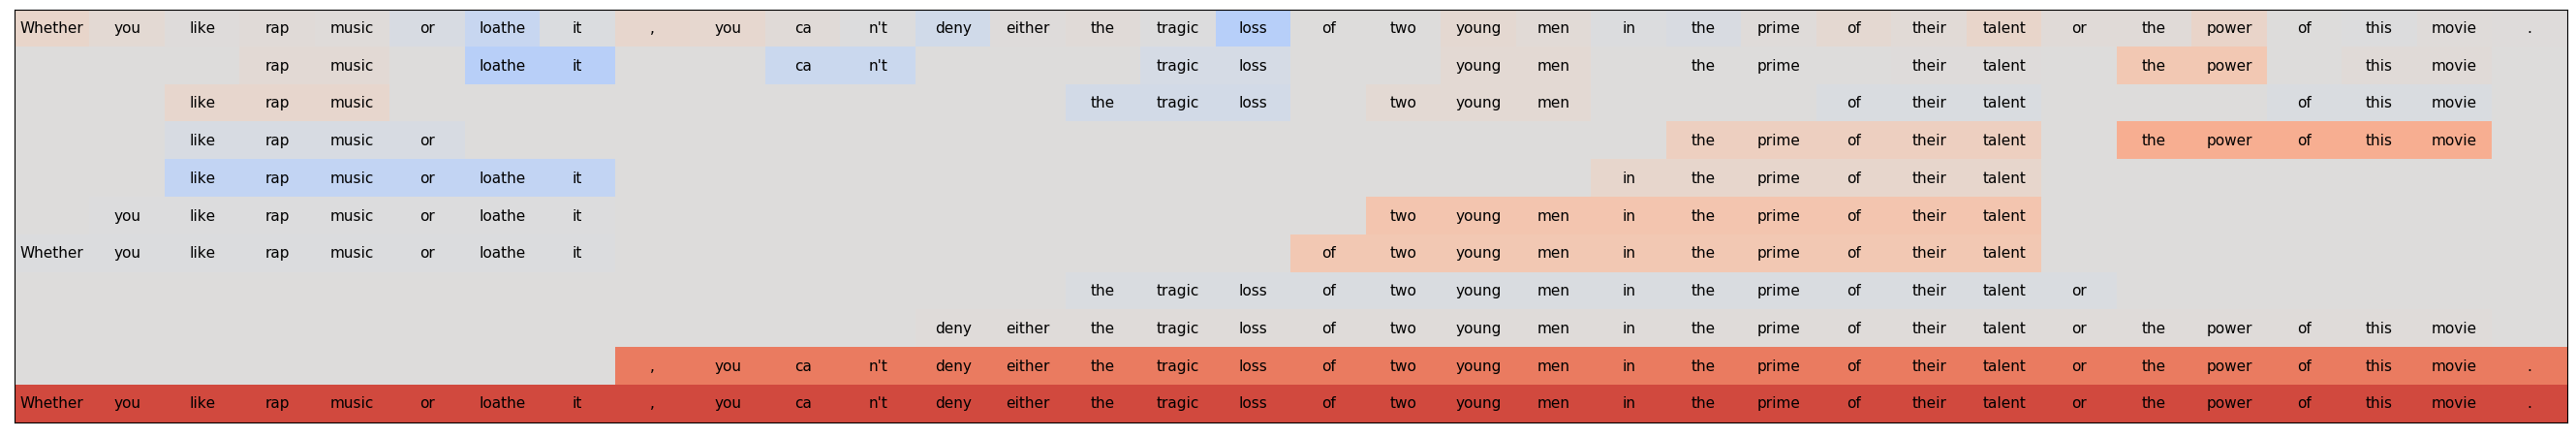 Whether you like rap music or loathe it , you ca n't deny either the tragic loss of two young men in the prime of their talent or the power of this movie .
rap music loathe it ca n't tragic loss young men the prime their talent the power this movie
like rap music the tragic loss two young men of their talent of this movie
like rap music or the prime of their talent the power of this movie
like rap music or loathe it in the prime of their talent
you like rap music or loathe it two young men in the prime of their talent
Whether you like rap music or loathe it of two young men in the prime of their talent
the tragic loss of two young men in the prime of their talent or
deny either the tragic loss of two young men in the prime of their talent or the power of this movie
, you ca n't deny either the tragic loss of two young men in the prime of their talent or the power of this movie .
Whether you like rap music or loathe it , you ca n't deny either the tragic loss of two young men in the prime of their talent or the power of this movie .